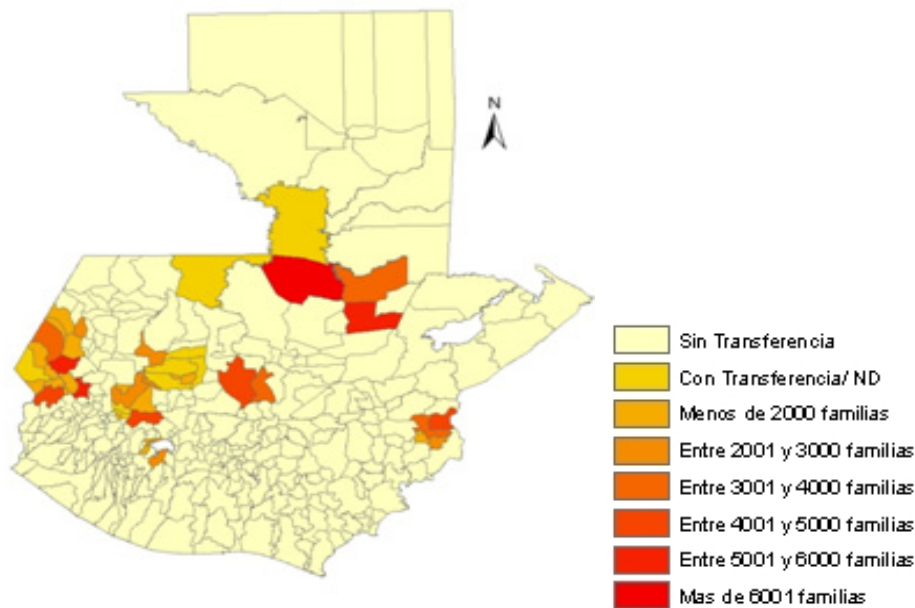 N
Sin Transferencia
Con Transferencia/ ND
Menos de 2000 familias
Entre 2001 y 3000 familias
Entre 3001 y 4000 familias
Entre 4001 y 5000 familias
Entre 5001 y 6000 familias
Mas de 6001 familias